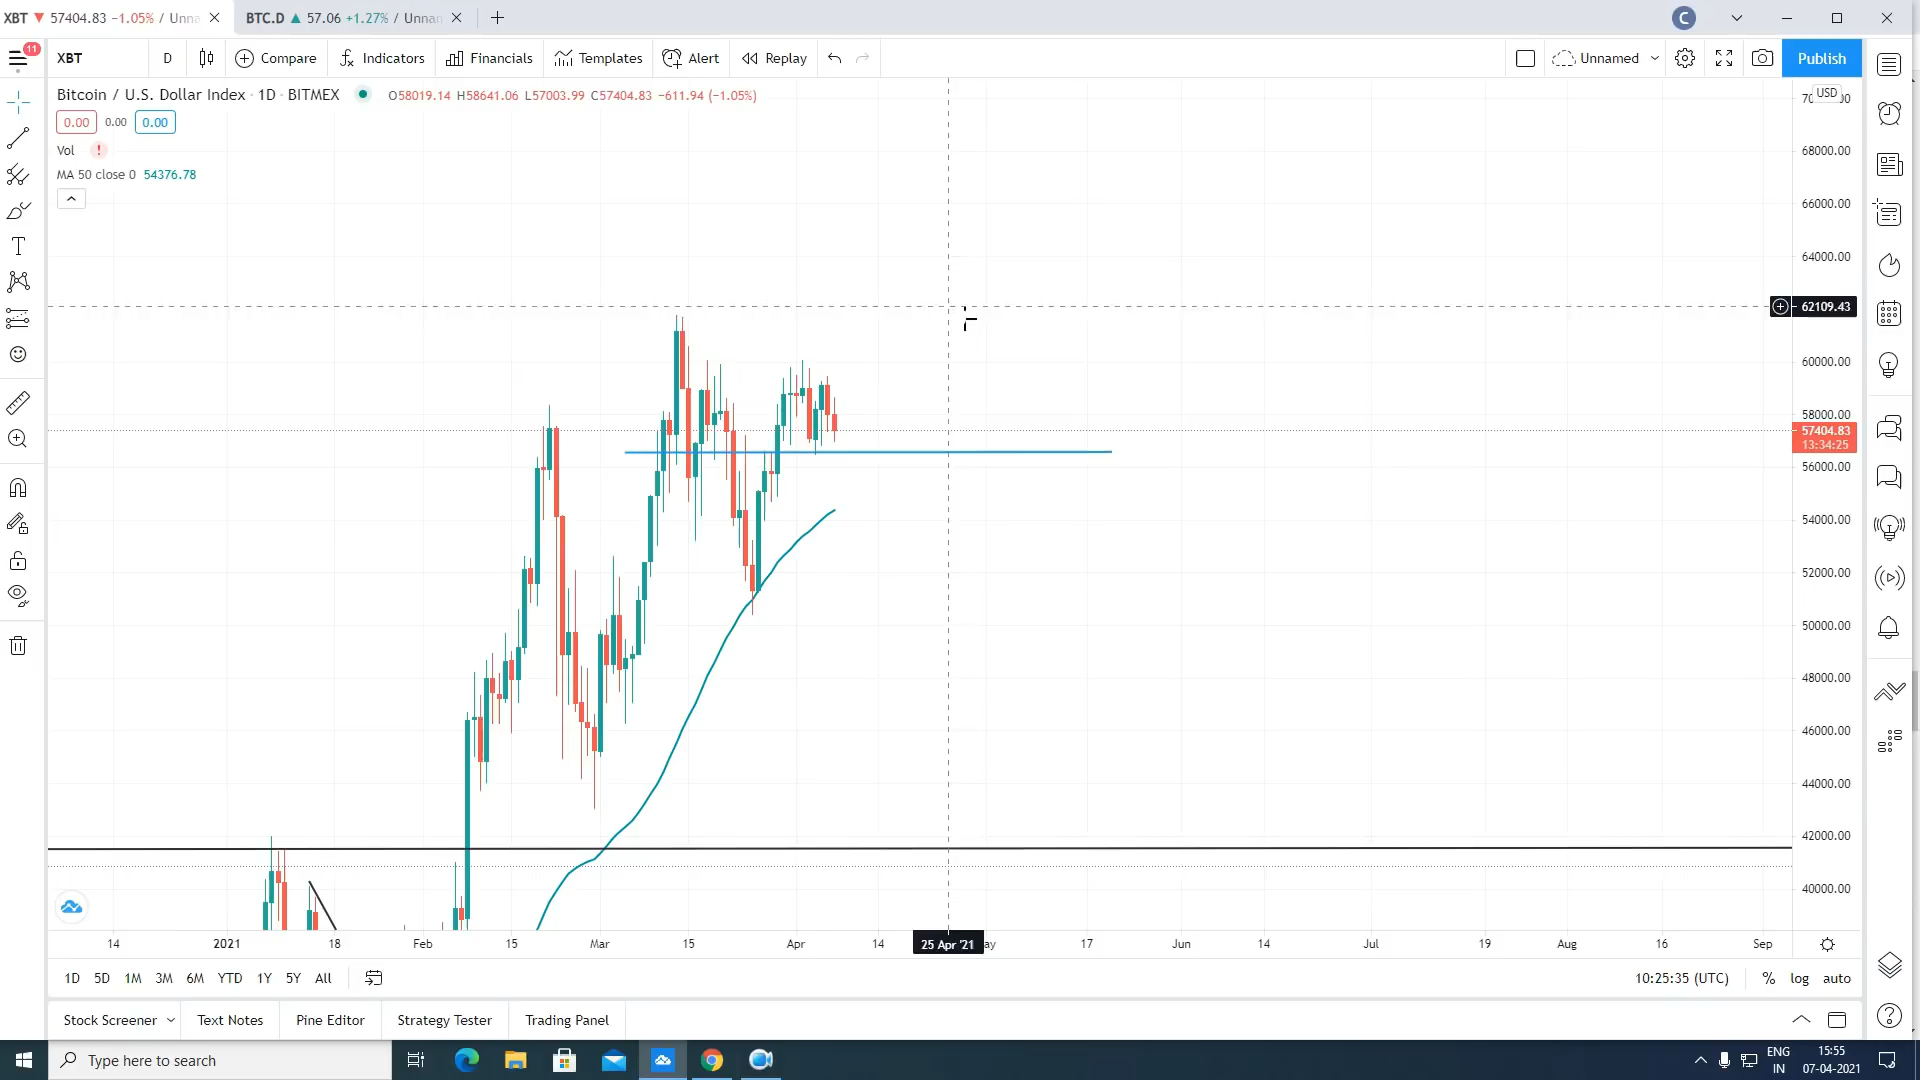 XBT ▼ 57404.83 −1.05% / Unna
BTC.D ▲ 57.06 +1.27% / Unnan
C
11
XBT
D
Compare
Indicators
Financials
Templates
Alert
Replay
Unnamed
Publish
Bitcoin / U.S. Dollar Index · 1D · BITMEX
O58019.14 H58641.06 L57003.99 C57404.83 −611.94 (−1.05%)
0.00 0.00 0.00
Vol !
MA 50 close 0 54376.78
USD
68000.00
66000.00
64000.00
62109.43
60000.00
58000.00
57404.83
13:34:25
56000.00
54000.00
52000.00
50000.00
48000.00
46000.00
44000.00
42000.00
40000.00
14 2021 18 Feb 15 Mar 15 Apr 14 25 Apr '21 ay 17 Jun 14 Jul 19 Aug 16 Sep
1D 5D 1M 3M 6M YTD 1Y 5Y All
10:25:35 (UTC) % log auto
Stock Screener Text Notes Pine Editor Strategy Tester Trading Panel
Type here to search
ENG
IN
15:55
07-04-2021